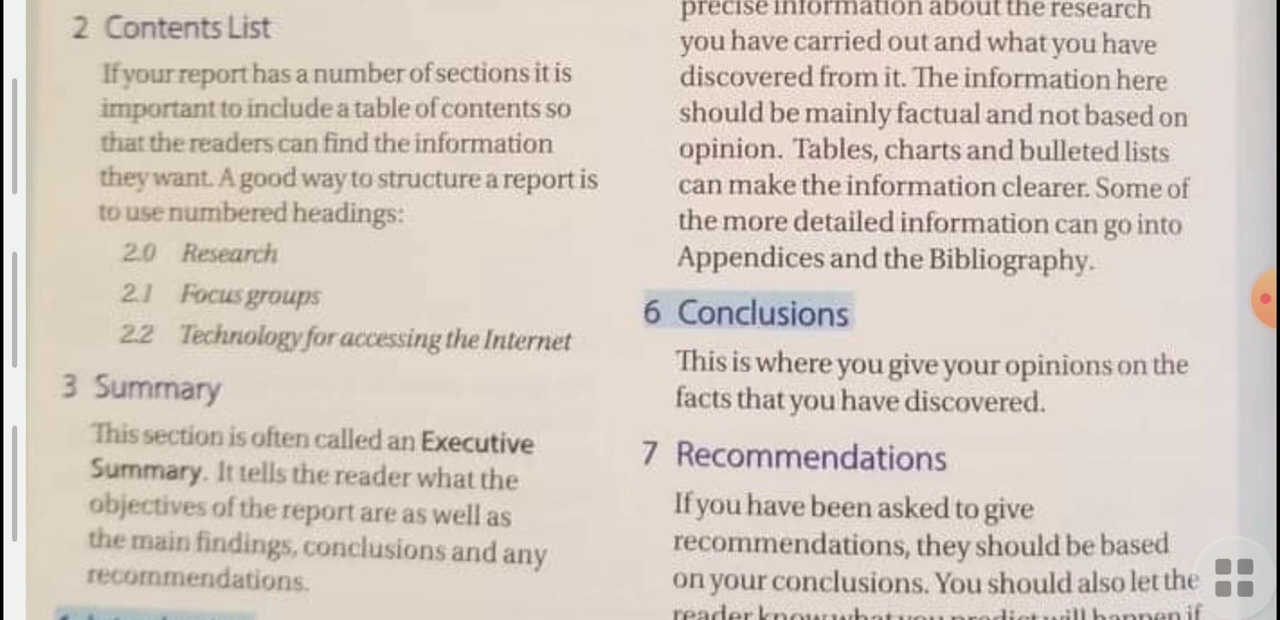 2 Contents List
If your report has a number of sections it is
important to include a table of contents so
that the readers can find the information
they want. A good way to structure a report is
to use numbered headings:
2.0 Research
2.1 Focus groups
2.2 Technology for accessing the Internet
3 Summary
This section is often called an Executive
Summary. It tells the reader what the
objectives of the report are as well as
the main findings, conclusions and any
recommendations.
precise information about the research
you have carried out and what you have
discovered from it. The information here
should be mainly factual and not based on
opinion. Tables, charts and bulleted lists
can make the information clearer. Some of
the more detailed information can go into
Appendices and the Bibliography.
6 Conclusions
This is where you give your opinions on the
facts that you have discovered.
7 Recommendations
If you have been asked to give
recommendations, they should be based
on your conclusions. You should also let the
reader know what you predict will happen if